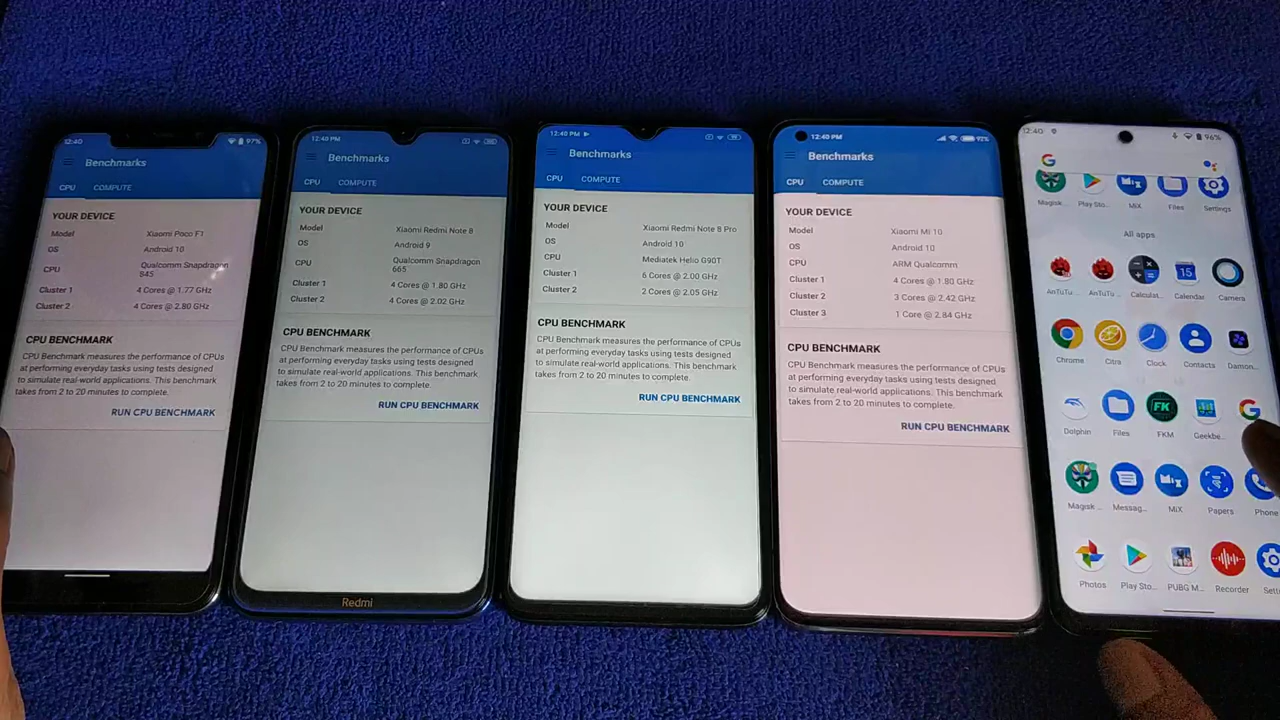 12:40
97%
Benchmarks
CPU COMPUTE
YOUR DEVICE
Model Xiaomi Poco F1
OS Android 10
CPU Qualcomm Snapdragon
845
Cluster 1 4 Cores @ 1.77 GHz
Cluster 2 4 Cores @ 2.80 GHz
CPU BENCHMARK
CPU Benchmark measures the performance of CPUs
at performing everyday tasks using tests designed
to simulate real-world applications. This benchmark
takes from 2 to 20 minutes to complete.
RUN CPU BENCHMARK
12:40 PM
Benchmarks
CPU COMPUTE
YOUR DEVICE
Model Xiaomi Redmi Note 8
OS Android 9
CPU Qualcomm Snapdragon
665
Cluster 1 4 Cores @ 1.80 GHz
Cluster 2 4 Cores @ 2.02 GHz
CPU BENCHMARK
CPU Benchmark measures the performance of CPUs
at performing everyday tasks using tests designed
to simulate real-world applications. This benchmark
takes from 2 to 20 minutes to complete.
RUN CPU BENCHMARK
Redmi
12:40 PM
Benchmarks
CPU COMPUTE
YOUR DEVICE
Model Xiaomi Redmi Note 8 Pro
OS Android 10
CPU Mediatek Helio G90T
Cluster 1 6 Cores @ 2.00 GHz
Cluster 2 2 Cores @ 2.05 GHz
CPU BENCHMARK
CPU Benchmark measures the performance of CPUs
at performing everyday tasks using tests designed
to simulate real-world applications. This benchmark
takes from 2 to 20 minutes to complete.
RUN CPU BENCHMARK
12:40 PM
Benchmarks
CPU COMPUTE
YOUR DEVICE
Model Xiaomi Mi 10
OS Android 10
CPU ARM Qualcomm
Cluster 1 4 Cores @ 1.80 GHz
Cluster 2 3 Cores @ 2.42 GHz
Cluster 3 1 Core @ 2.84 GHz
CPU BENCHMARK
CPU Benchmark measures the performance of CPUs
at performing everyday tasks using tests designed
to simulate real-world applications. This benchmark
takes from 2 to 20 minutes to complete.
RUN CPU BENCHMARK
12:40 96%
G
Magisk... Play Sto... MiX Files Settings
All apps
15
AnTuTu... AnTuTu... Calculat... Calendar Camera
Chrome Citra Clock Contacts Damon...
FK G
Dolphin Files FKM Geekbe...
Magisk... Messag... MiX Papers Phone
Photos Play Sto... PUBG M... Recorder